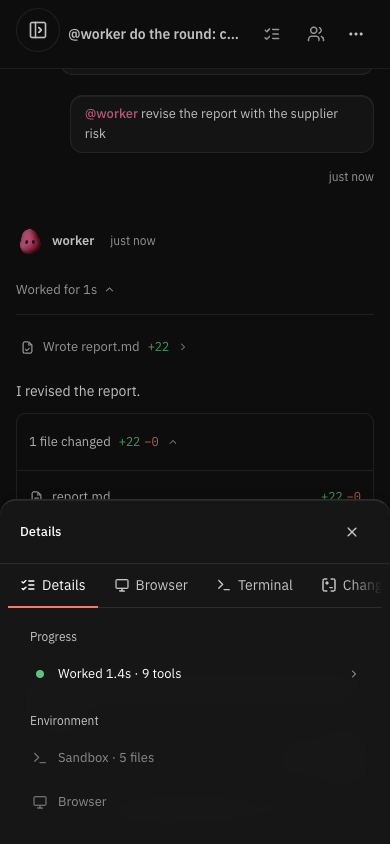 @worker do the round: c...
@worker revise the report with the supplier
risk
just now
worker just now
Worked for 1s
Wrote report.md +22
I revised the report.
1 file changed +22 −0
report.md +22 −0
Details
Details Browser Terminal Chang
Progress
Worked 1.4s · 9 tools
Environment
Sandbox · 5 files
Browser